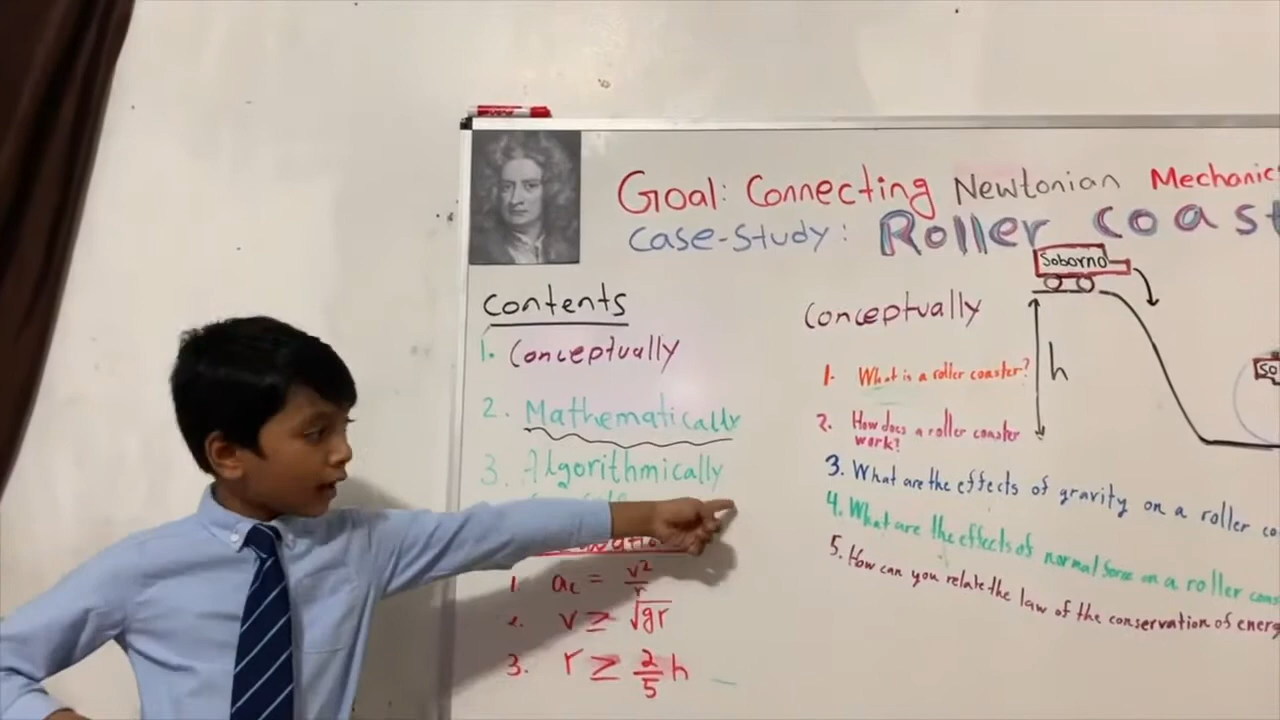 Goal: Connecting Newtonian Mechanics
Case-Study: Roller coast
Soborno
Contents
1. Conceptually
2. Mathematically
3. Algorithmically
1. ac = v²/r
2. v ≥ √gr
3. r ≥ 2/5 h
Conceptually
1. What is a roller coaster?
2. How does a roller coaster
work?
3. What are the effects of gravity on a roller co
4. What are the effects of normal force on a roller coas
5. How can you relate the law of the conservation of energ
h
So